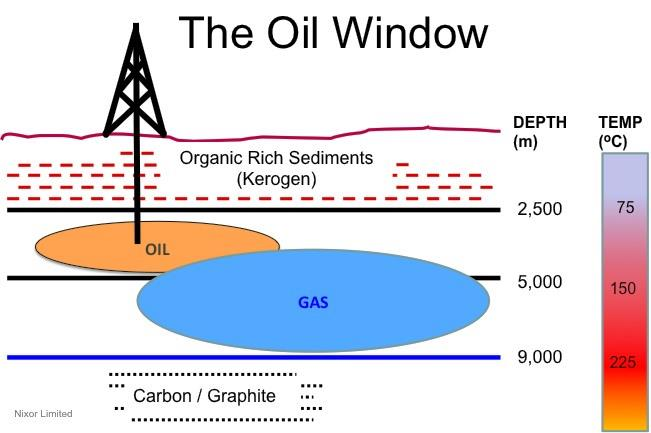 The Oil Window
DEPTH
(m)
TEMP
(ºC)
Organic Rich Sediments
(Kerogen)
75
2,500
OIL
5,000
150
GAS
9,000
225
Carbon / Graphite
Nixor Limited